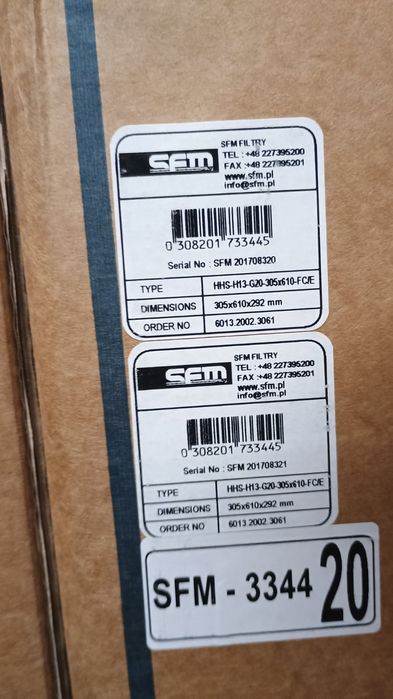 SFM
SFM FILTRY
TEL : +48 227395200
FAX :+48 227395201
www.sfm.pl
info@sfm.pl
0 308201 733445
Serial No : SFM 201708320
TYPE HHS-H13-G20-305x610-FC/E
DIMENSIONS 305x610x292 mm
ORDER NO 6013.2002.3061
SFM
SFM FILTRY
TEL : +48 227395200
FAX :+48 227395201
www.sfm.pl
info@sfm.pl
0 308201 733445
Serial No : SFM 201708321
TYPE HHS-H13-G20-305x610-FC/E
DIMENSIONS 305x610x292 mm
ORDER NO 6013.2002.3061
SFM - 3344 20